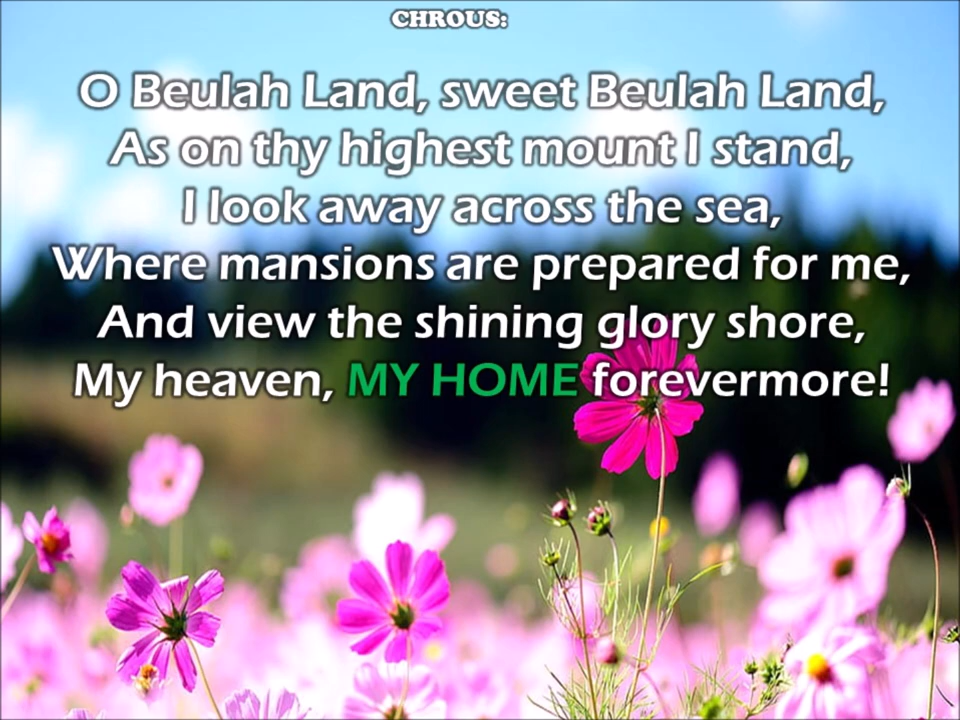 CHROUS:
O Beulah Land, sweet Beulah Land,
As on thy highest mount I stand,
I look away across the sea,
Where mansions are prepared for me,
And view the shining glory shore,
My heaven, MY HOME forevermore!